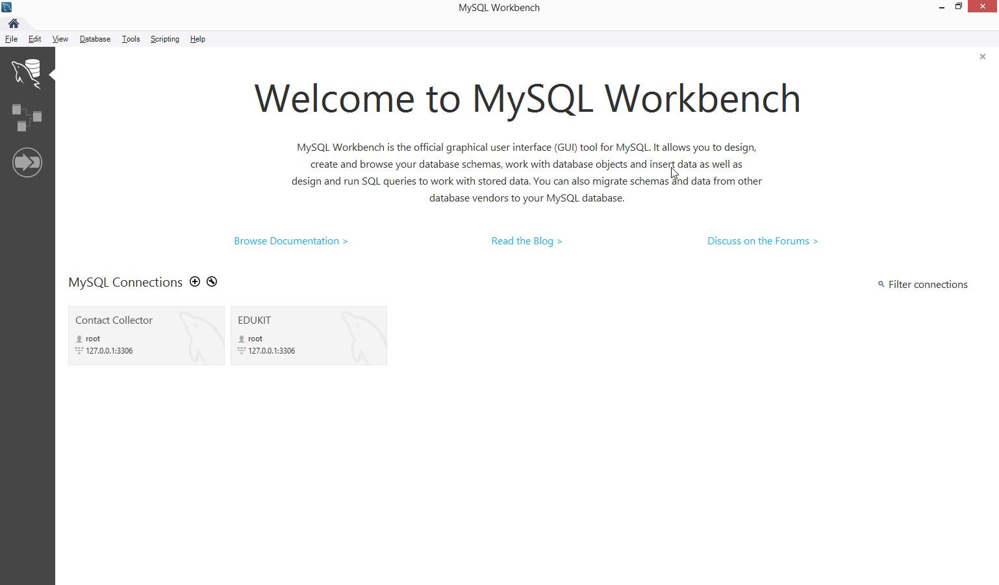 MySQL Workbench
File Edit View Database Tools Scripting Help
Welcome to MySQL Workbench
MySQL Workbench is the official graphical user interface (GUI) tool for MySQL. It allows you to design,
create and browse your database schemas, work with database objects and insert data as well as
design and run SQL queries to work with stored data. You can also migrate schemas and data from other
database vendors to your MySQL database.
Browse Documentation > Read the Blog > Discuss on the Forums >
MySQL Connections
Filter connections
Contact Collector
root
127.0.0.1:3306
EDUKIT
root
127.0.0.1:3306